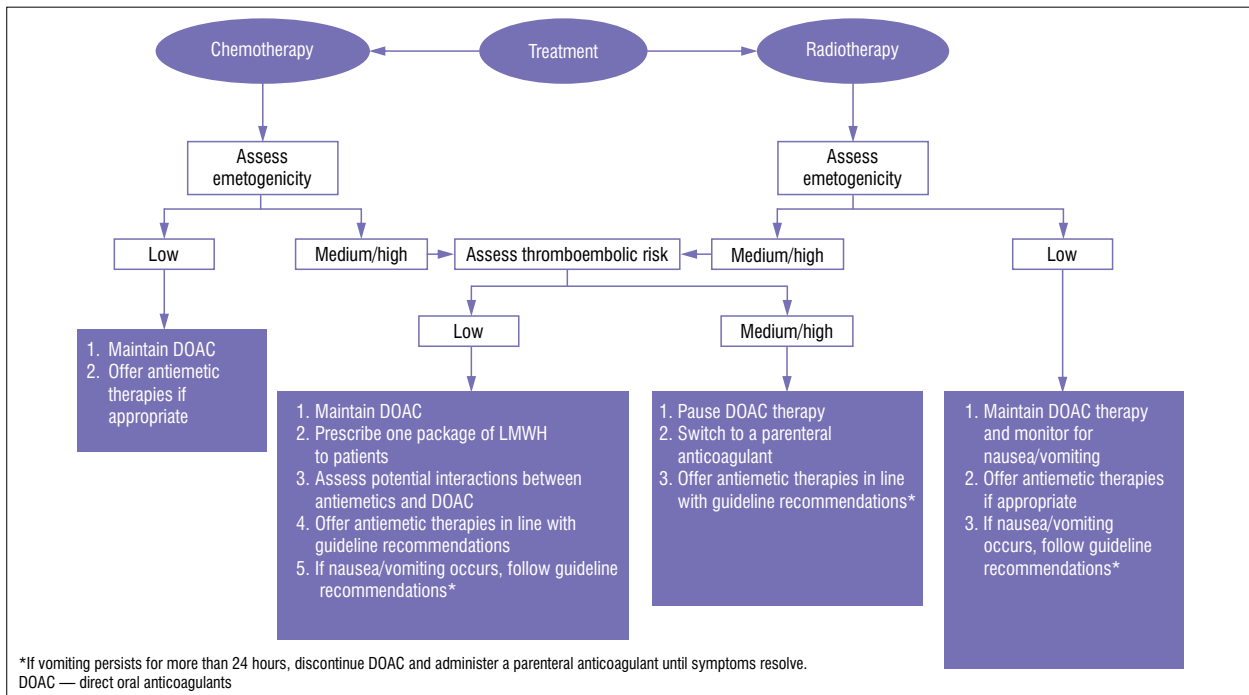 Chemotherapy
Treatment
Radiotherapy
Assess
emetogenicity
Assess
emetogenicity
Low
Medium/high
Assess thromboembolic risk
Medium/high
Low
Low
Medium/high
1. Maintain DOAC
2. Offer antiemetic
therapies if
appropriate
1. Maintain DOAC
2. Prescribe one package of LMWH
to patients
3. Assess potential interactions between
antiemetics and DOAC
4. Offer antiemetic therapies in line with
guideline recommendations
5. If nausea/vomiting occurs, follow guideline
recommendations*
1. Pause DOAC therapy
2. Switch to a parenteral
anticoagulant
3. Offer antiemetic therapies in line
with guideline recommendations*
1. Maintain DOAC therapy
and monitor for
nausea/vomiting
2. Offer antiemetic therapies
if appropriate
3. If nausea/vomiting
occurs, follow guideline
recommendations*
*If vomiting persists for more than 24 hours, discontinue DOAC and administer a parenteral anticoagulant until symptoms resolve.
DOAC — direct oral anticoagulants